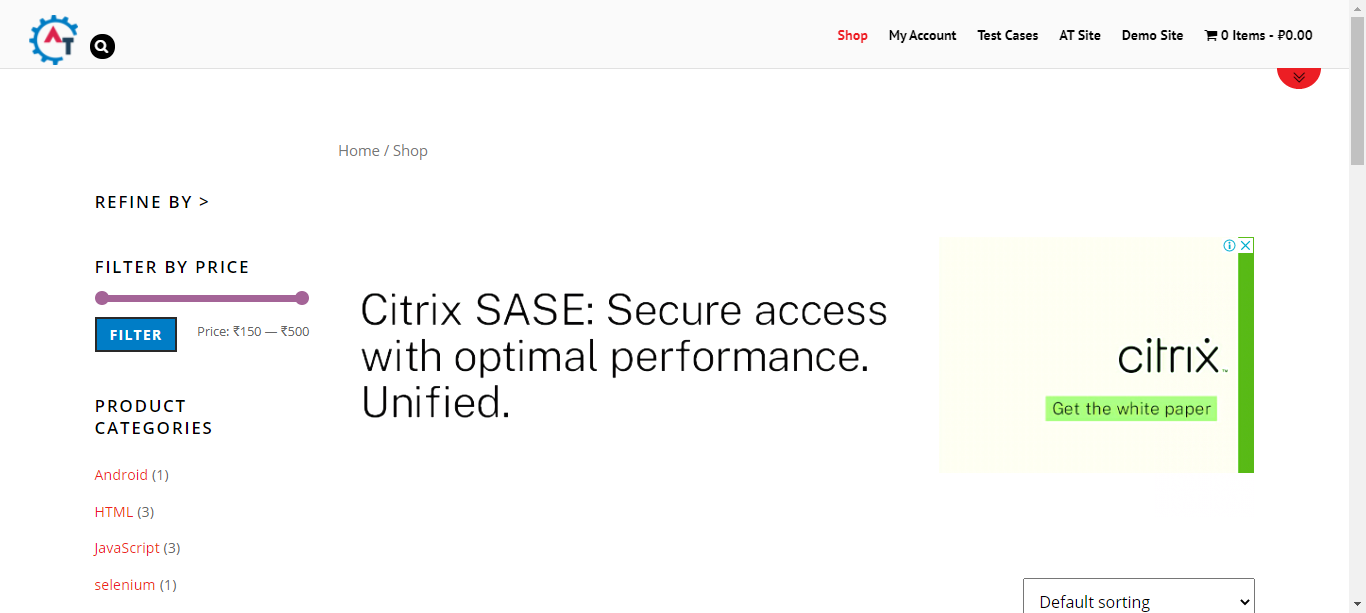 AT
Shop My Account Test Cases AT Site Demo Site 0 Items - ₽0.00
Home / Shop
REFINE BY >
FILTER BY PRICE
FILTER Price: ₹150 — ₹500
Citrix SASE: Secure access
with optimal performance.
Unified.
citrix™
Get the white paper
PRODUCT
CATEGORIES
Android (1)
HTML (3)
JavaScript (3)
selenium (1)
Default sorting